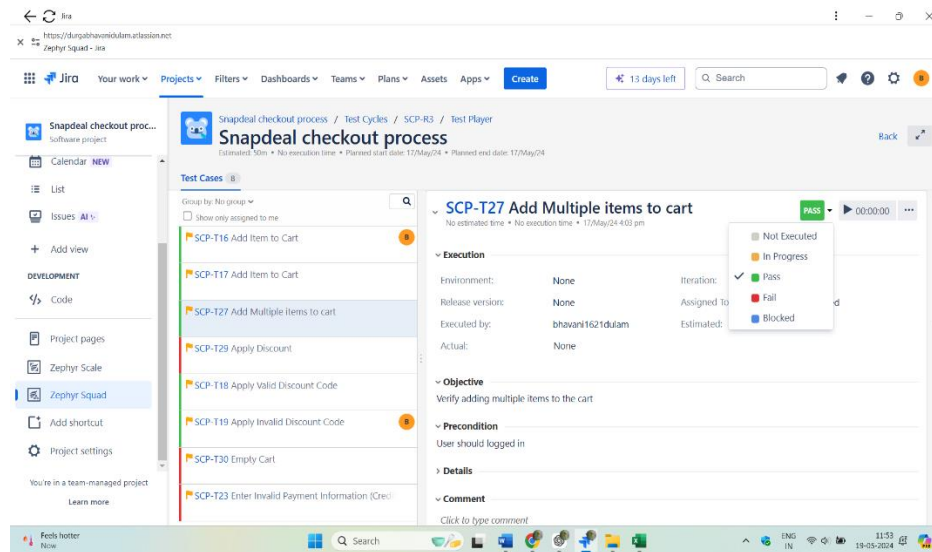 Jira
https://durgabhavanidulam.atlassian.net
Zephyr Squad - Jira
Jira Your work Projects Filters Dashboards Teams Plans Assets Apps Create 13 days left Search B
Snapdeal checkout proc...
Software project
Calendar NEW
List
Issues AI
Add view
DEVELOPMENT
Code
Project pages
Zephyr Scale
Zephyr Squad
Add shortcut
Project settings
You're in a team-managed project
Learn more
Snapdeal checkout process / Test Cycles / SCP-R3 / Test Player
Snapdeal checkout process
Estimated: 50m • No execution time • Planned start date: 17/May/24 • Planned end date: 17/May/24
Back
Test Cases 8
Group by: No group
Show only assigned to me
SCP-T16 Add Item to Cart B
SCP-T17 Add Item to Cart
SCP-T27 Add Multiple items to cart
SCP-T29 Apply Discount
SCP-T18 Apply Valid Discount Code
SCP-T19 Apply Invalid Discount Code B
SCP-T30 Empty Cart
SCP-T23 Enter Invalid Payment Information (Cred
SCP-T27 Add Multiple items to cart
No estimated time • No execution time • 17/May/24 4:03 pm
PASS 00:00:00
Not Executed
In Progress
Pass
Fail
Blocked
Execution
Environment: None Iteration:
Release version: None Assigned To
Executed by: bhavani1621dulam Estimated:
Actual: None
Objective
Verify adding multiple items to the cart
Precondition
User should logged in
Details
Comment
Click to type comment
Feels hotter
Now
Search
ENG
IN
11:53
19-05-2024